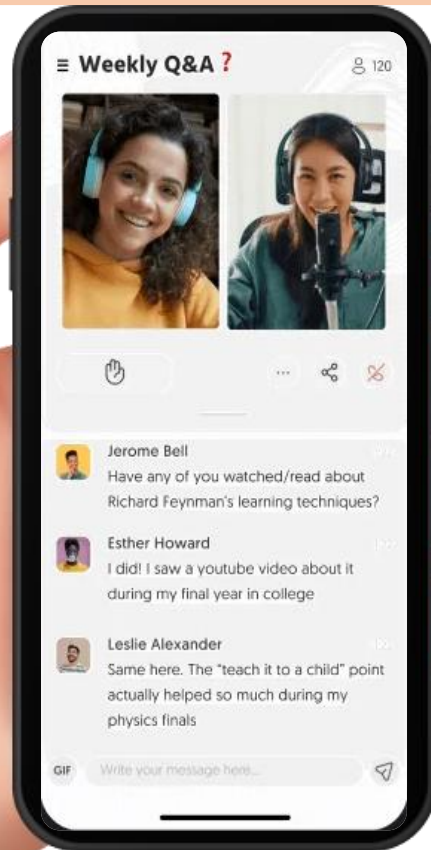 Weekly Q&A ?
120
Jerome Bell
Have any of you watched/read about
Richard Feynman's learning techniques?
Esther Howard
I did! I saw a youtube video about it
during my final year in college
Leslie Alexander
Same here. The "teach it to a child" point
actually helped so much during my
physics finals
GIF
Write your message here...